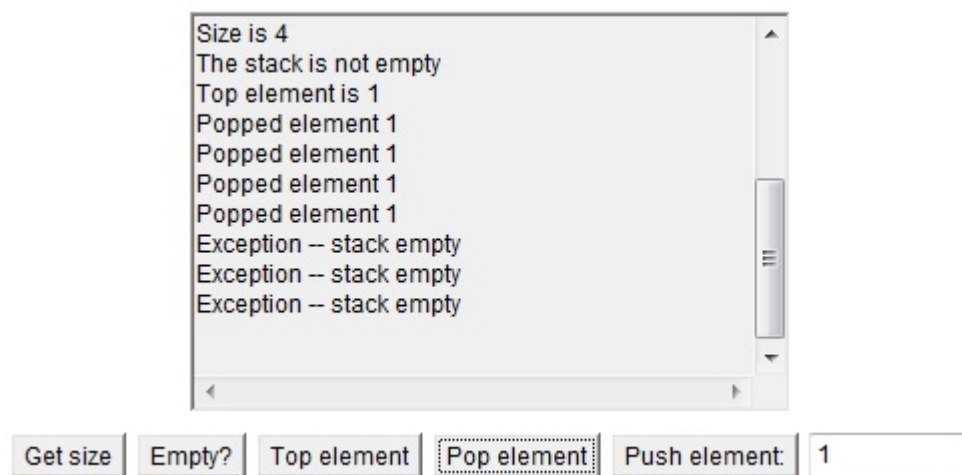 Size is 4
The stack is not empty
Top element is 1
Popped element 1
Popped element 1
Popped element 1
Popped element 1
Exception -- stack empty
Exception -- stack empty
Exception -- stack empty
Get size Empty? Top element Pop element Push element: 1